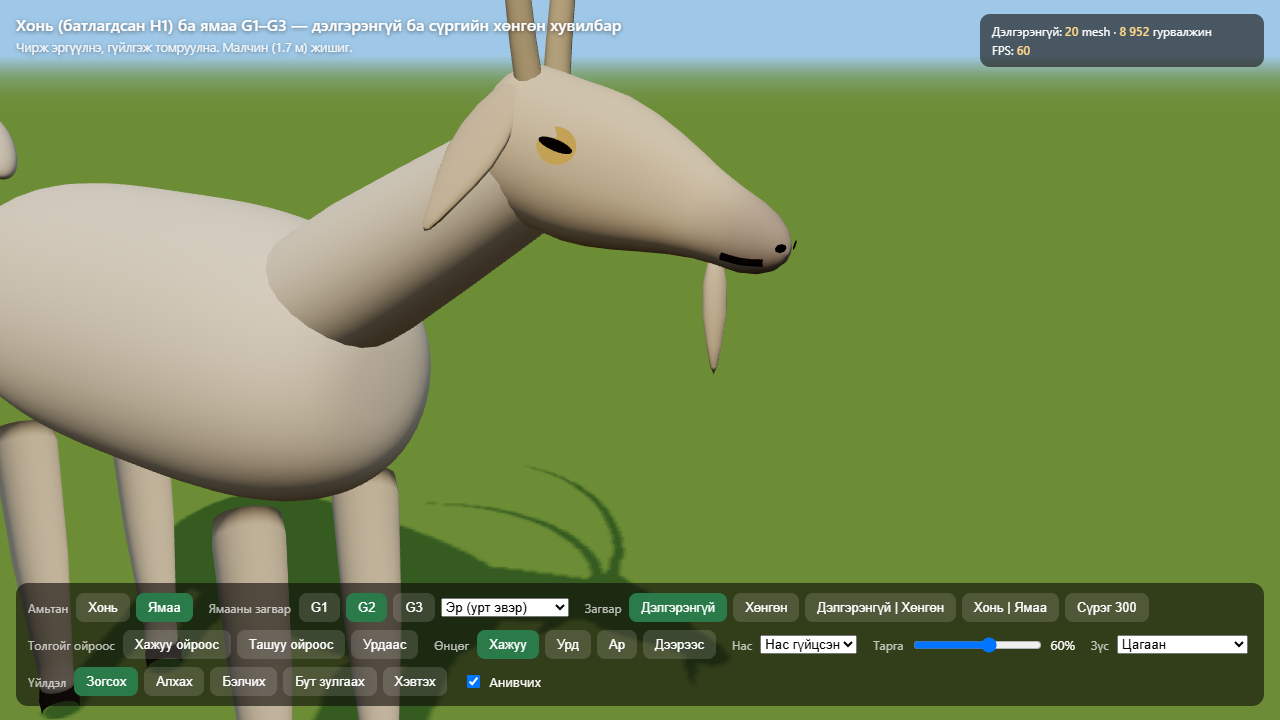 Хонь (батлагдсан H1) ба ямаа G1–G3 — дэлгэрэнгүй ба сүргийн хөнгөн хувилбар
Чирж эргүүлнэ, гүйлгэж томруулна. Малчин (1.7 м) жишиг.
Дэлгэрэнгүй: 20 mesh · 8 952 гурвалжин
FPS: 60
Амьтан Хонь Ямаа Ямааны загвар G1 G2 G3 Эр (урт эвэр) Загвар Дэлгэрэнгүй Хөнгөн Дэлгэрэнгүй | Хөнгөн Хонь | Ямаа Сүрэг 300
Толгойг ойроос Хажуу ойроос Ташуу ойроос Урдаас Өнцөг Хажуу Урд Ар Дээрээс Нас Нас гүйцсэн Тарга 60% Зүс Цагаан
Үйлдэл Зогсох Алхах Бэлчих Бут зулгаах Хэвтэх Анивчих